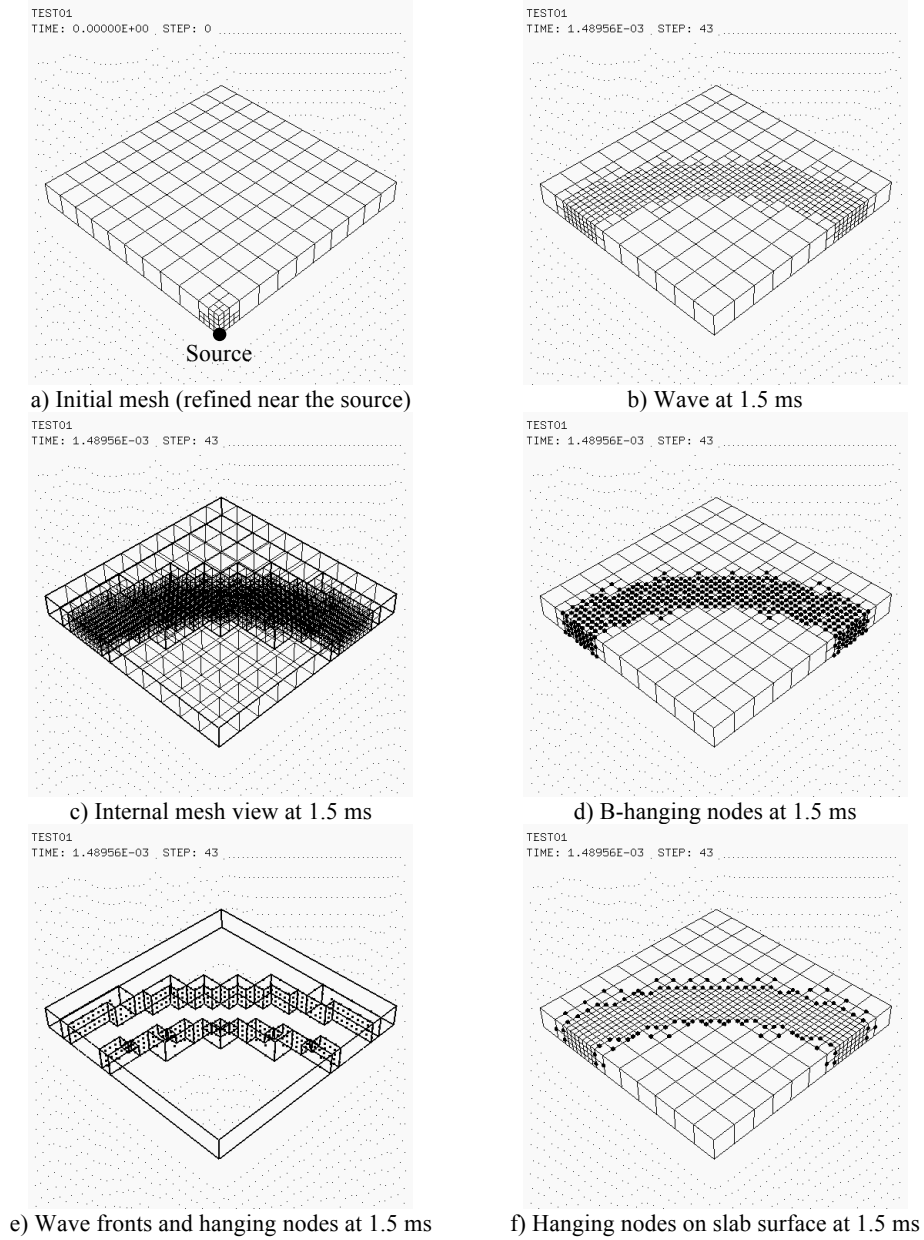 TEST01
TIME: 0.00000E+00 STEP: 0
Source
a) Initial mesh (refined near the source)
TEST01
TIME: 1.48956E-03 STEP: 43
b) Wave at 1.5 ms
TEST01
TIME: 1.48956E-03 STEP: 43
c) Internal mesh view at 1.5 ms
TEST01
TIME: 1.48956E-03 STEP: 43
d) B-hanging nodes at 1.5 ms
TEST01
TIME: 1.48956E-03 STEP: 43
e) Wave fronts and hanging nodes at 1.5 ms
TEST01
TIME: 1.48956E-03 STEP: 43
f) Hanging nodes on slab surface at 1.5 ms